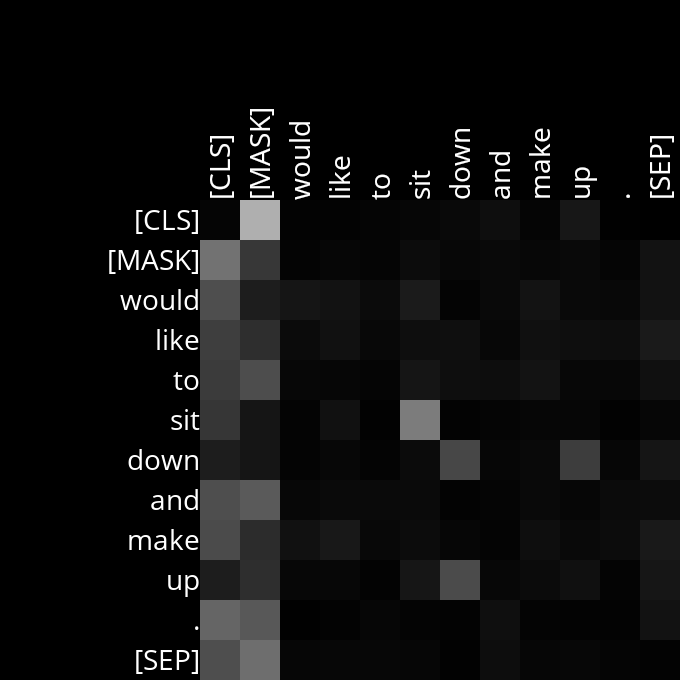 [CLS] [MASK] would like to sit down and make up . [SEP]
[CLS]
[MASK]
would
like
to
sit
down
and
make
up
.
[SEP]